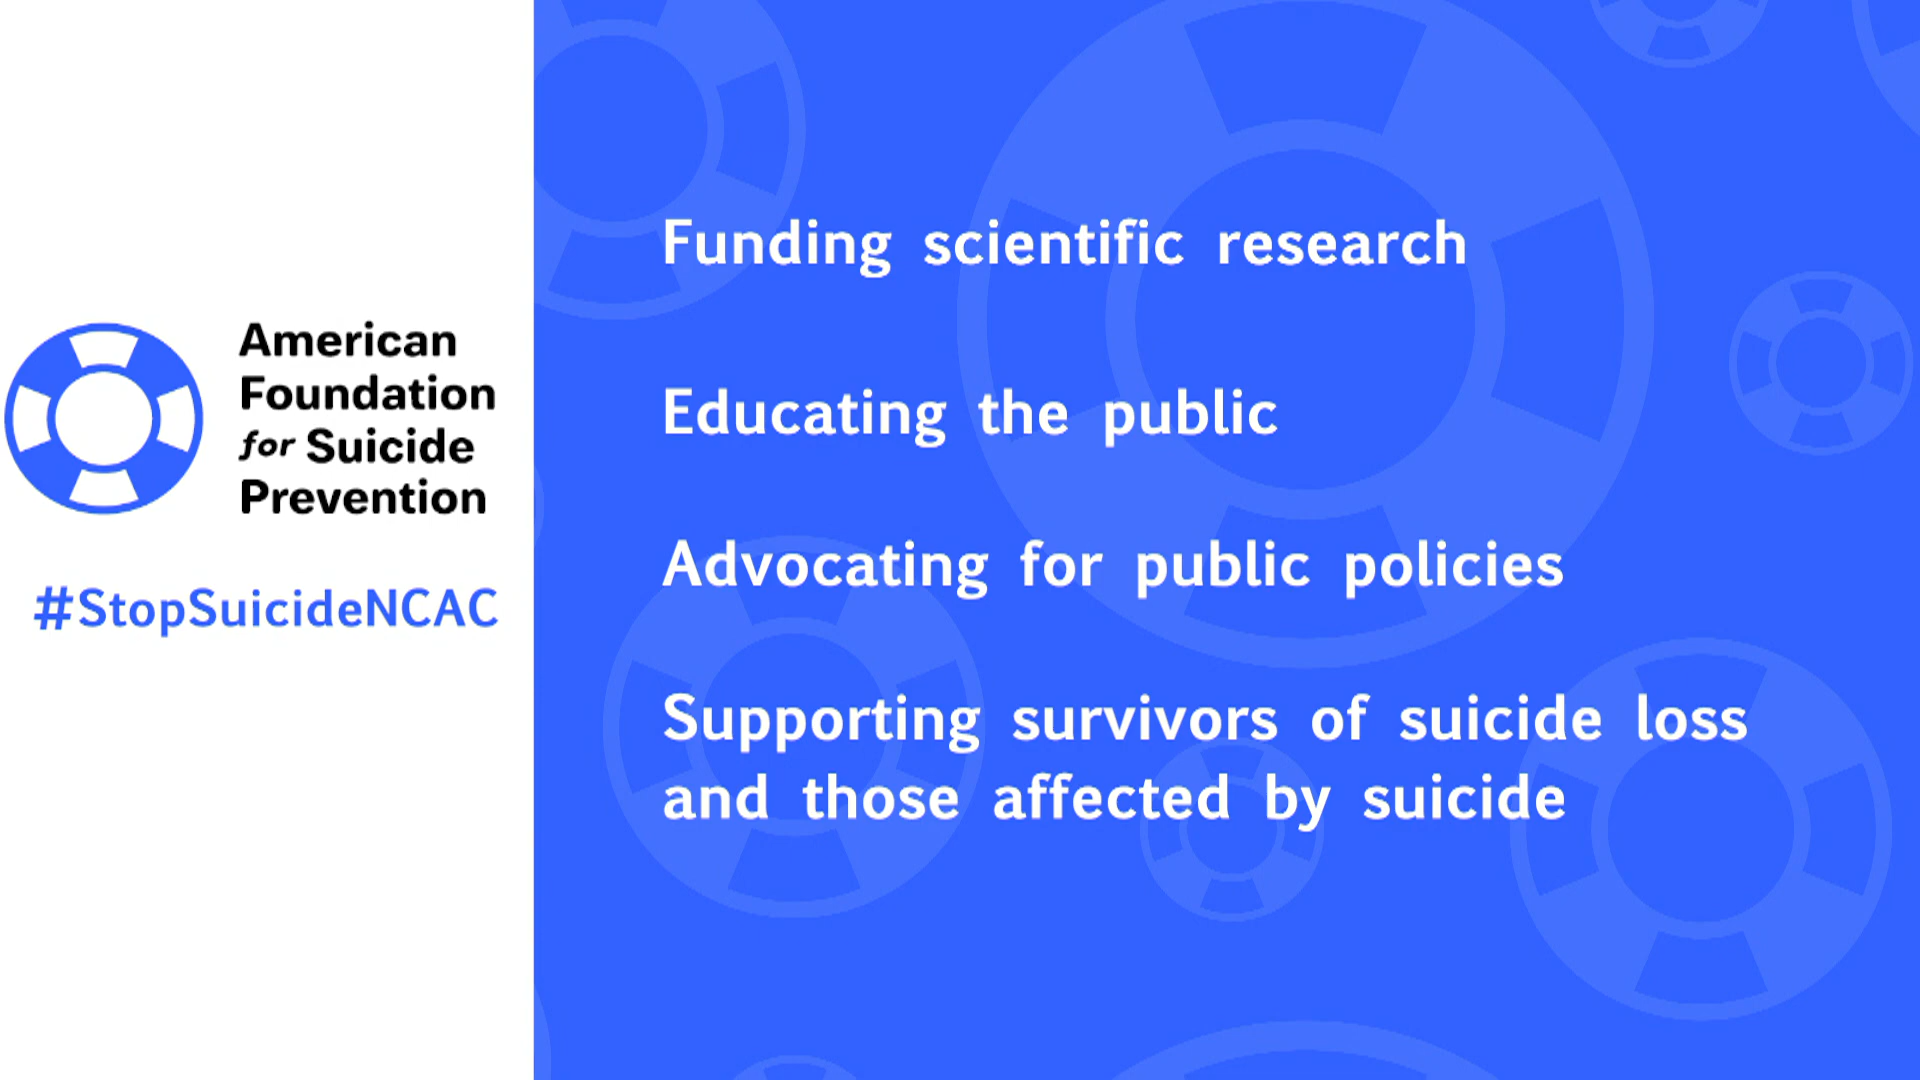 American
Foundation
for Suicide
Prevention
#StopSuicideNCAC
Funding scientific research
Educating the public
Advocating for public policies
Supporting survivors of suicide loss
and those affected by suicide